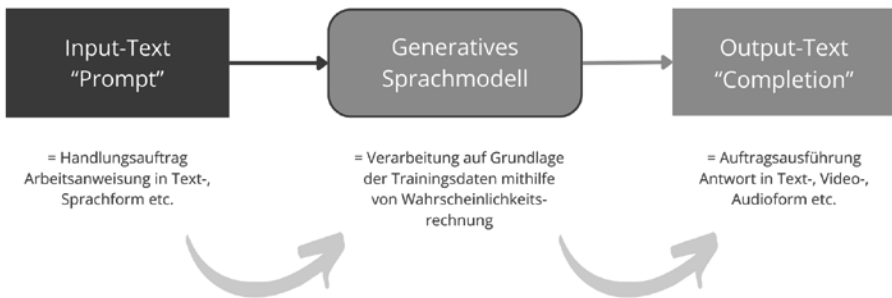 Input-Text
“Prompt”
Generatives
Sprachmodell
Output-Text
“Completion”
= Handlungsauftrag
Arbeitsanweisung in Text-,
Sprachform etc.
= Verarbeitung auf Grundlage
der Trainingsdaten mithilfe
von Wahrscheinlichkeits-
rechnung
= Auftragsausführung
Antwort in Text-, Video-,
Audioform etc.